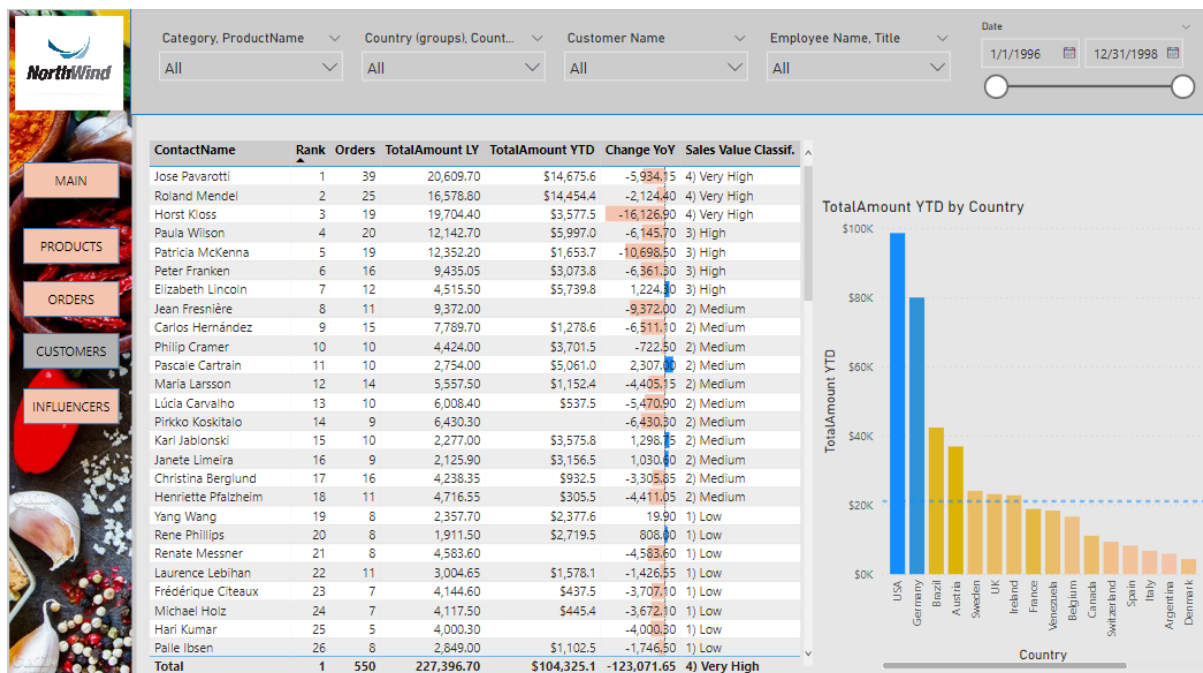 NorthWind
Category, ProductName
All
Country (groups), Count...
All
Customer Name
All
Employee Name, Title
All
Date
1/1/1996
12/31/1998
MAIN
PRODUCTS
ORDERS
CUSTOMERS
INFLUENCERS
ContactName Rank Orders TotalAmount LY TotalAmount YTD Change YoY Sales Value Classif.
Jose Pavarotti 1 39 20,609.70 $14,675.6 -5,934.15 4) Very High
Roland Mendel 2 25 16,578.80 $14,454.4 -2,124.40 4) Very High
Horst Kloss 3 19 19,704.40 $3,577.5 -16,126.90 4) Very High
Paula Wilson 4 20 12,142.70 $5,997.0 -6,145.70 3) High
Patricia McKenna 5 19 12,352.20 $1,653.7 -10,698.50 3) High
Peter Franken 6 16 9,435.05 $3,073.8 -6,361.30 3) High
Elizabeth Lincoln 7 12 4,515.50 $5,739.8 1,224.30 3) High
Jean Fresnière 8 11 9,372.00 -9,372.00 2) Medium
Carlos Hernández 9 15 7,789.70 $1,278.6 -6,511.10 2) Medium
Philip Cramer 10 10 4,424.00 $3,701.5 -722.50 2) Medium
Pascale Cartrain 11 10 2,754.00 $5,061.0 2,307.00 2) Medium
Maria Larsson 12 14 5,557.50 $1,152.4 -4,405.15 2) Medium
Lúcia Carvalho 13 10 6,008.40 $537.5 -5,470.90 2) Medium
Pirkko Koskitalo 14 9 6,430.30 -6,430.30 2) Medium
Karl Jablonski 15 10 2,277.00 $3,575.8 1,298.75 2) Medium
Janete Limeira 16 9 2,125.90 $3,156.5 1,030.60 2) Medium
Christina Berglund 17 16 4,238.35 $932.5 -3,305.85 2) Medium
Henriette Pfalzheim 18 11 4,716.55 $305.5 -4,411.05 2) Medium
Yang Wang 19 8 2,357.70 $2,377.6 19.90 1) Low
Rene Phillips 20 8 1,911.50 $2,719.5 808.00 1) Low
Renate Messner 21 8 4,583.60 -4,583.60 1) Low
Laurence Lebihan 22 11 3,004.65 $1,578.1 -1,426.55 1) Low
Frédérique Citeaux 23 7 4,144.60 $437.5 -3,707.10 1) Low
Michael Holz 24 7 4,117.50 $445.4 -3,672.10 1) Low
Hari Kumar 25 5 4,000.30 -4,000.30 1) Low
Palle Ibsen 26 8 2,849.00 $1,102.5 -1,746.50 1) Low
Total 1 550 227,396.70 $104,325.1 -123,071.65 4) Very High
TotalAmount YTD by Country
TotalAmount YTD
$100K
$80K
$60K
$40K
$20K
$0K
USA
Germany
Brazil
Austria
Sweden
UK
Ireland
France
Venezuela
Belgium
Canada
Switzerland
Spain
Italy
Argentina
Denmark
Country